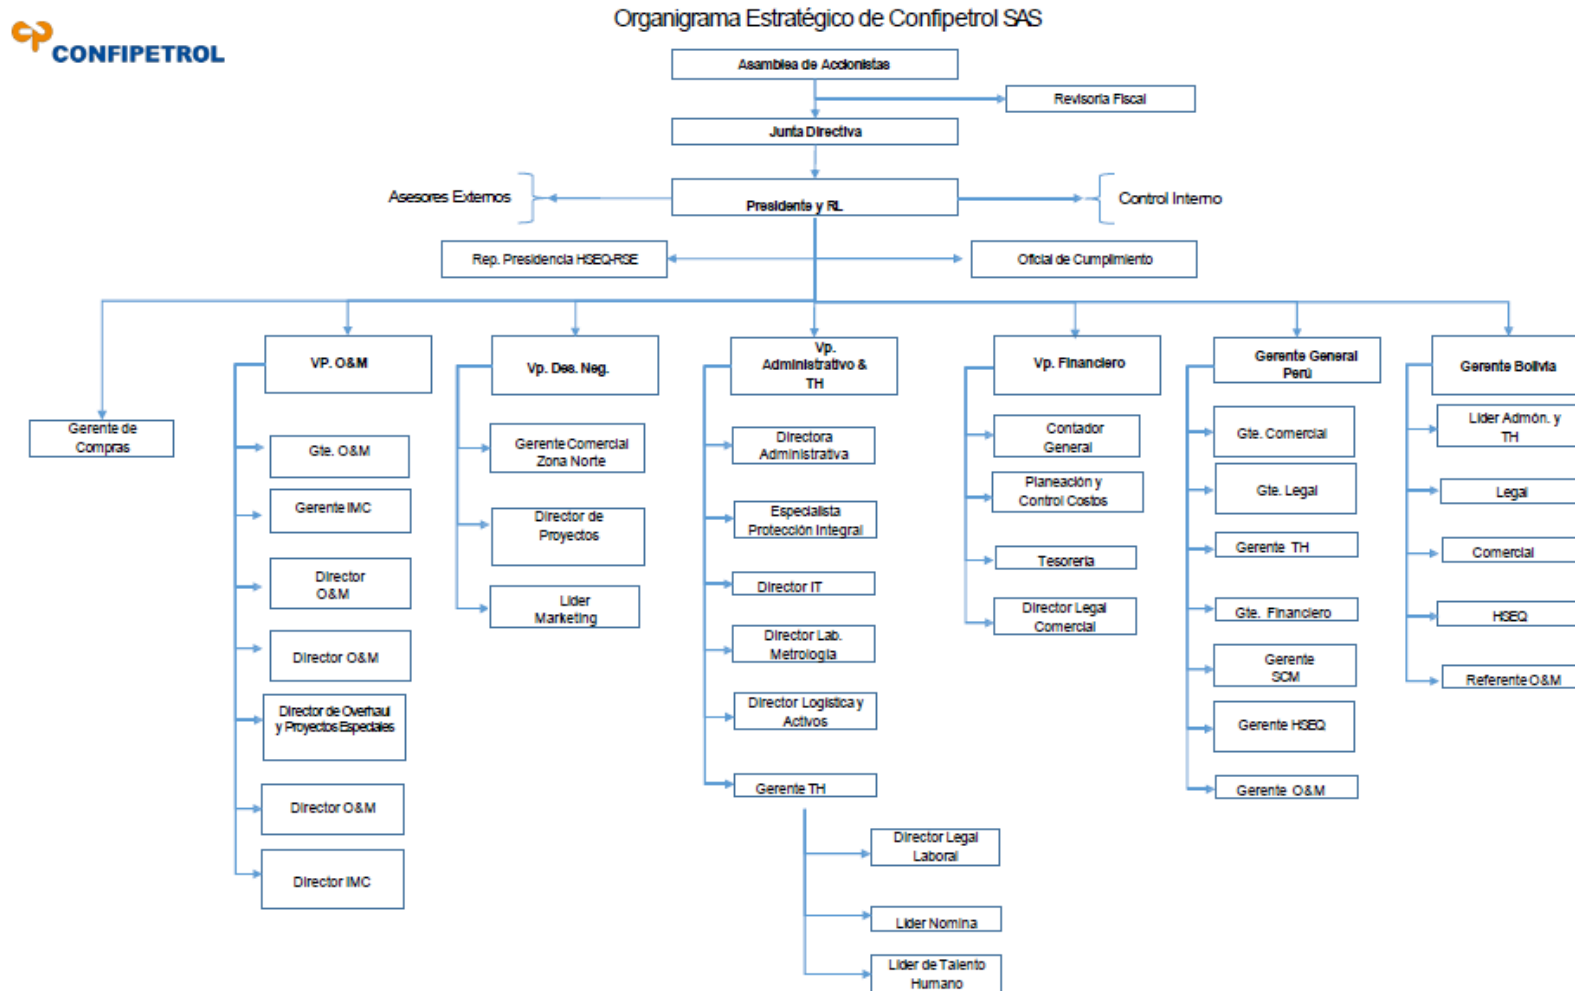 Organigrama Estratégico de Confipetrol SAS
cp
CONFIPETROL
Asamblea de Accionistas
Revisoria Fiscal
Junta Directiva
Asesores Externos
Presidente y RL
Control Interno
Rep. Presidencia HSEQ-RSE
Oficial de Cumplimiento
Gerente de
Compras
VP. O&M
Gte. O&M
Gerente IMC
Director
O&M
Director O&M
Director de Overhaul
y Proyectos Especiales
Director O&M
Director IMC
Vp. Des. Neg.
Gerente Comercial
Zona Norte
Director de
Proyectos
Lider
Marketing
Vp.
Administrativo &
TH
Directora
Administrativa
Especialista
Protección Integral
Director IT
Director Lab.
Metrología
Director Logística y
Activos
Gerente TH
Director Legal
Laboral
Lider Nomina
Lider de Talento
Humano
Vp. Financiero
Contador
General
Planeación y
Control Costos
Tesorería
Director Legal
Comercial
Gerente General
Perú
Gte. Comercial
Gte. Legal
Gerente TH
Gte. Financiero
Gerente
SCM
Gerente HSEQ
Gerente O&M
Gerente Bolivia
Lider Admón. y
TH
Legal
Comercial
HSEQ
Referente O&M